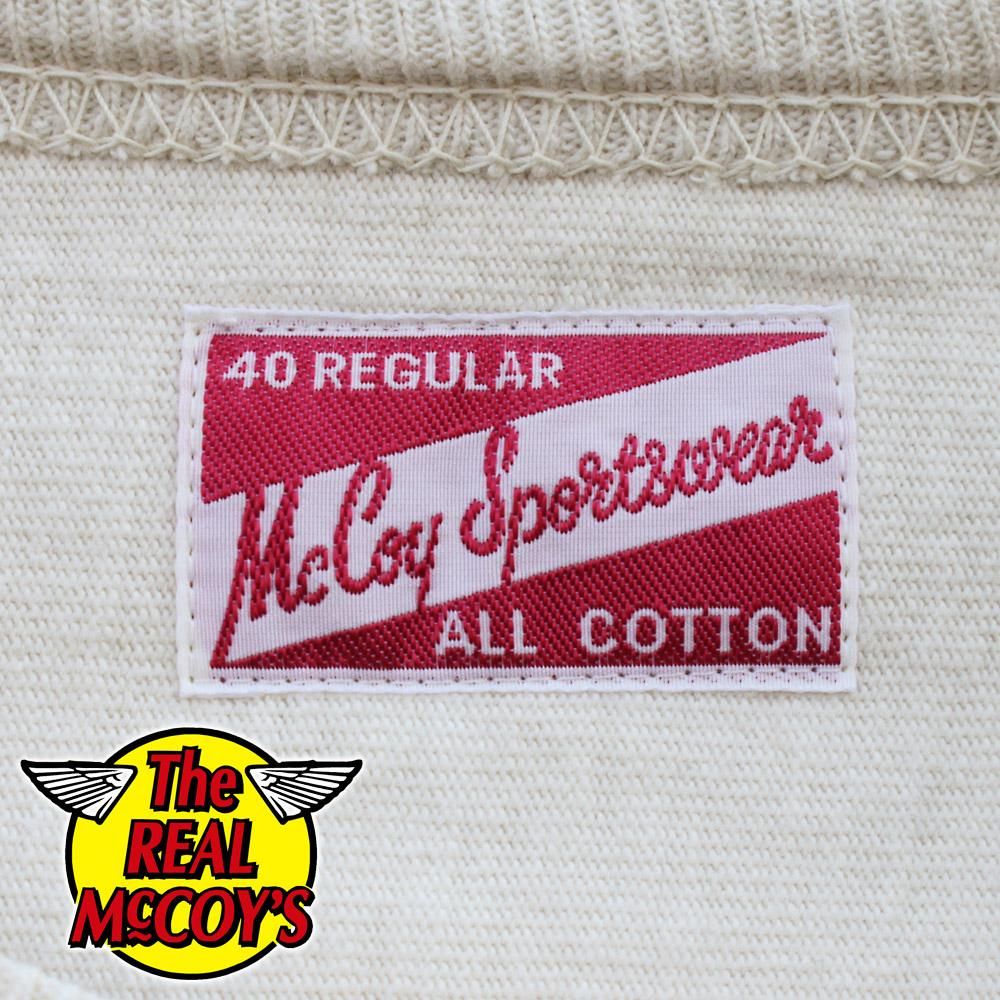 40 REGULAR
McCoy Sportswear
ALL COTTON
The
REAL
McCOY'S